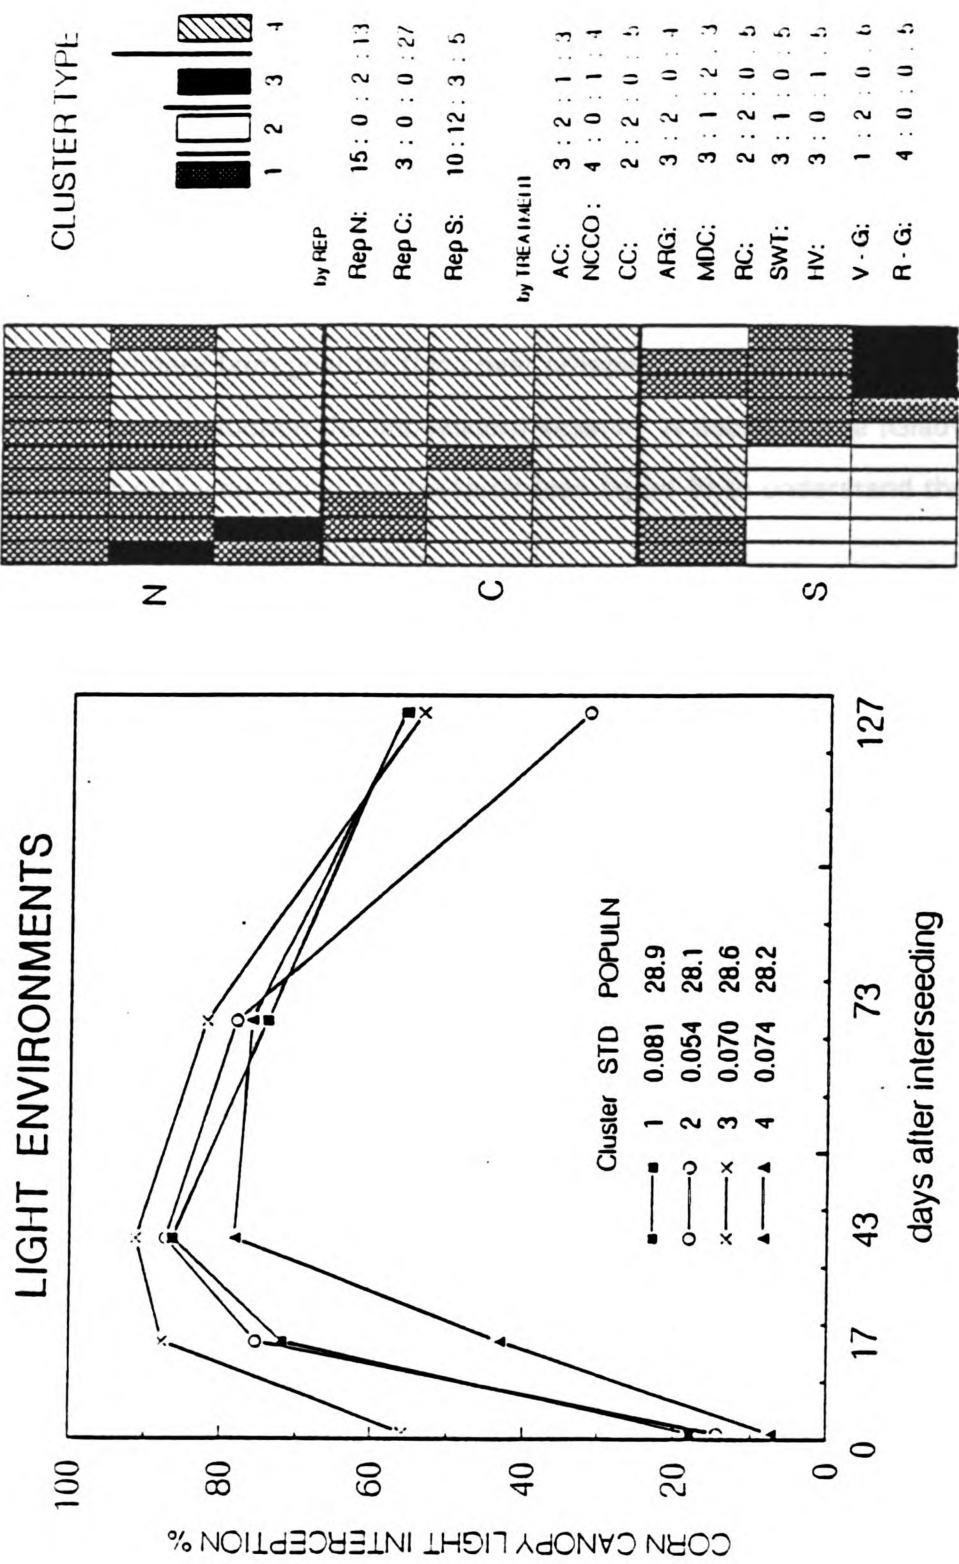 LIGHT ENVIRONMENTS
CORN CANOPY LIGHT INTERCEPTION %
100
80
60
40
20
0
0
17
43
73
127
days after interseeding
Cluster STD POPULN
1 0.081 28.9
2 0.054 28.1
3 0.070 28.6
4 0.074 28.2
N
C
S
understand the
CLUSTER TYPE
1 2 3 4
by REP
Rep N: 15 : 0 : 2 : 13
Rep C: 3 : 0 : 0 : 27
Rep S: 10 : 12 : 3 : 5
by TREATMENT
AC: 3 : 2 : 1 : 3
NCCO: 4 : 0 : 1 : 4
CC: 2 : 2 : 0 : 5
ARG: 3 : 2 . 0 : 4
MDC: 3 : 1 : 2 . 3
RC: 2 : 2 : 0 . 5
SWT: 3 : 1 : 0 : 5
HV: 3 : 0 : 1 . 5
V - G: 1 : 2 : 0 . 6
R - G: 4 : 0 : 0 . 5